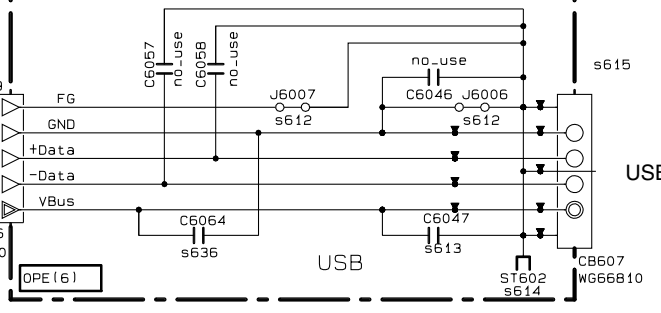 C6057
no_use
C6058
no_use
no_use
s615
FG
J6007
C6046
J6006
GND
s612
s612
+Data
-Data
USB
VBus
C6064
C6047
s636
s613
USB
OPE(6)
ST602
s614
CB607
WG66810